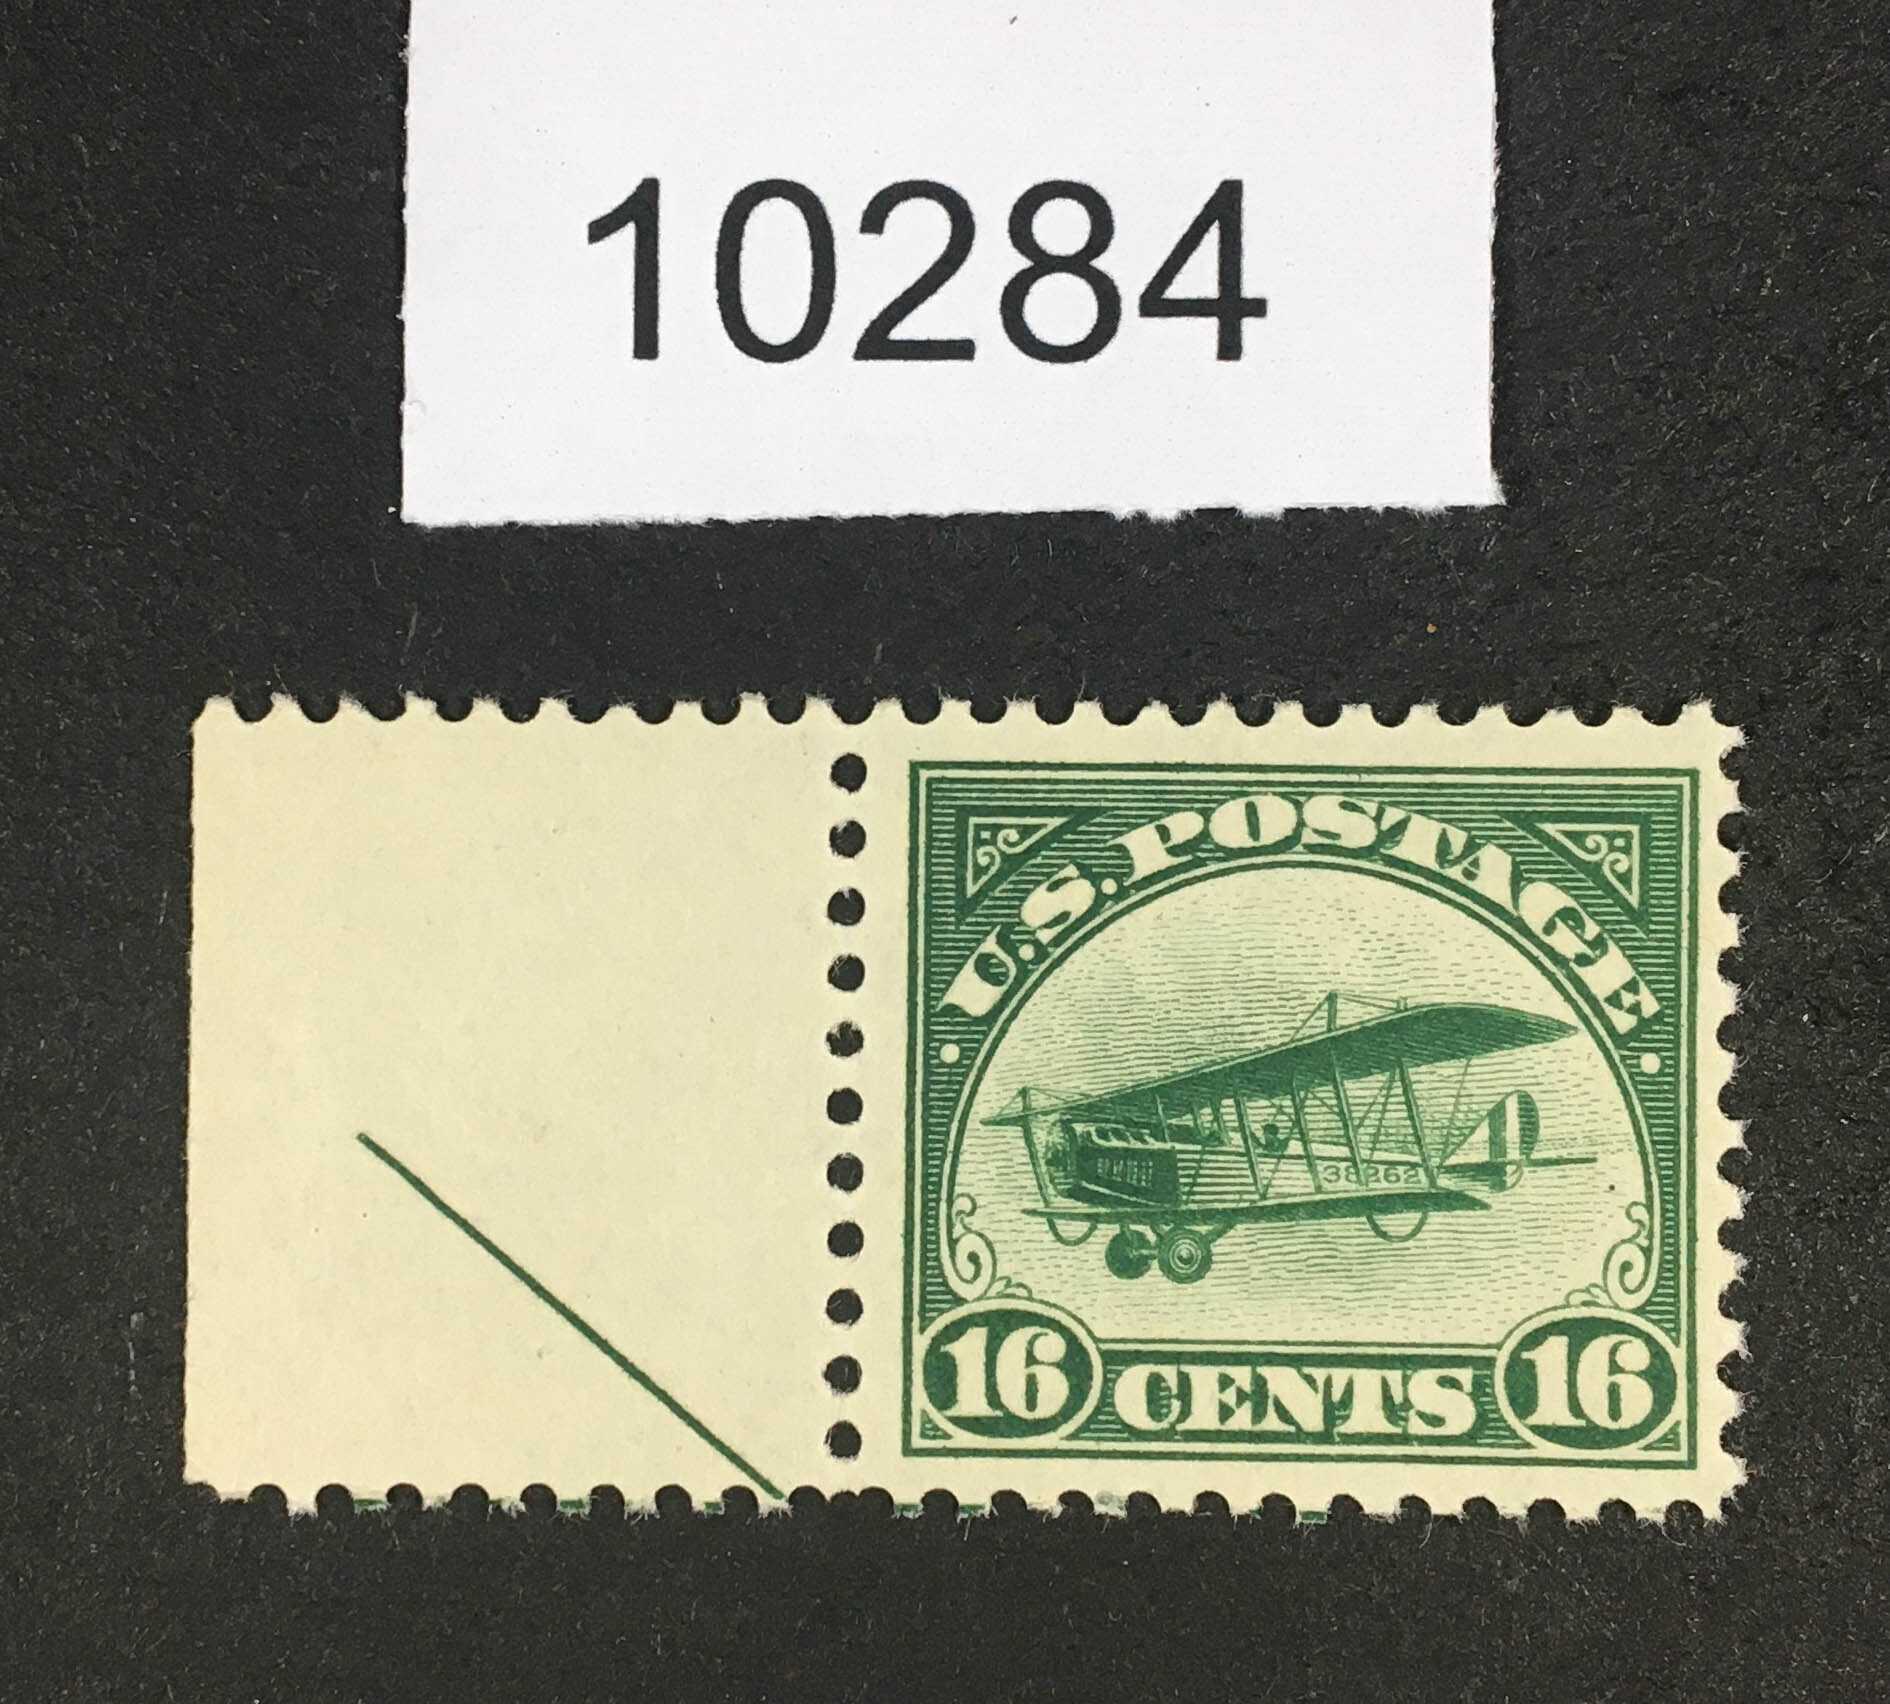 10284
U.S. POSTAGE
38262
16 CENTS 16